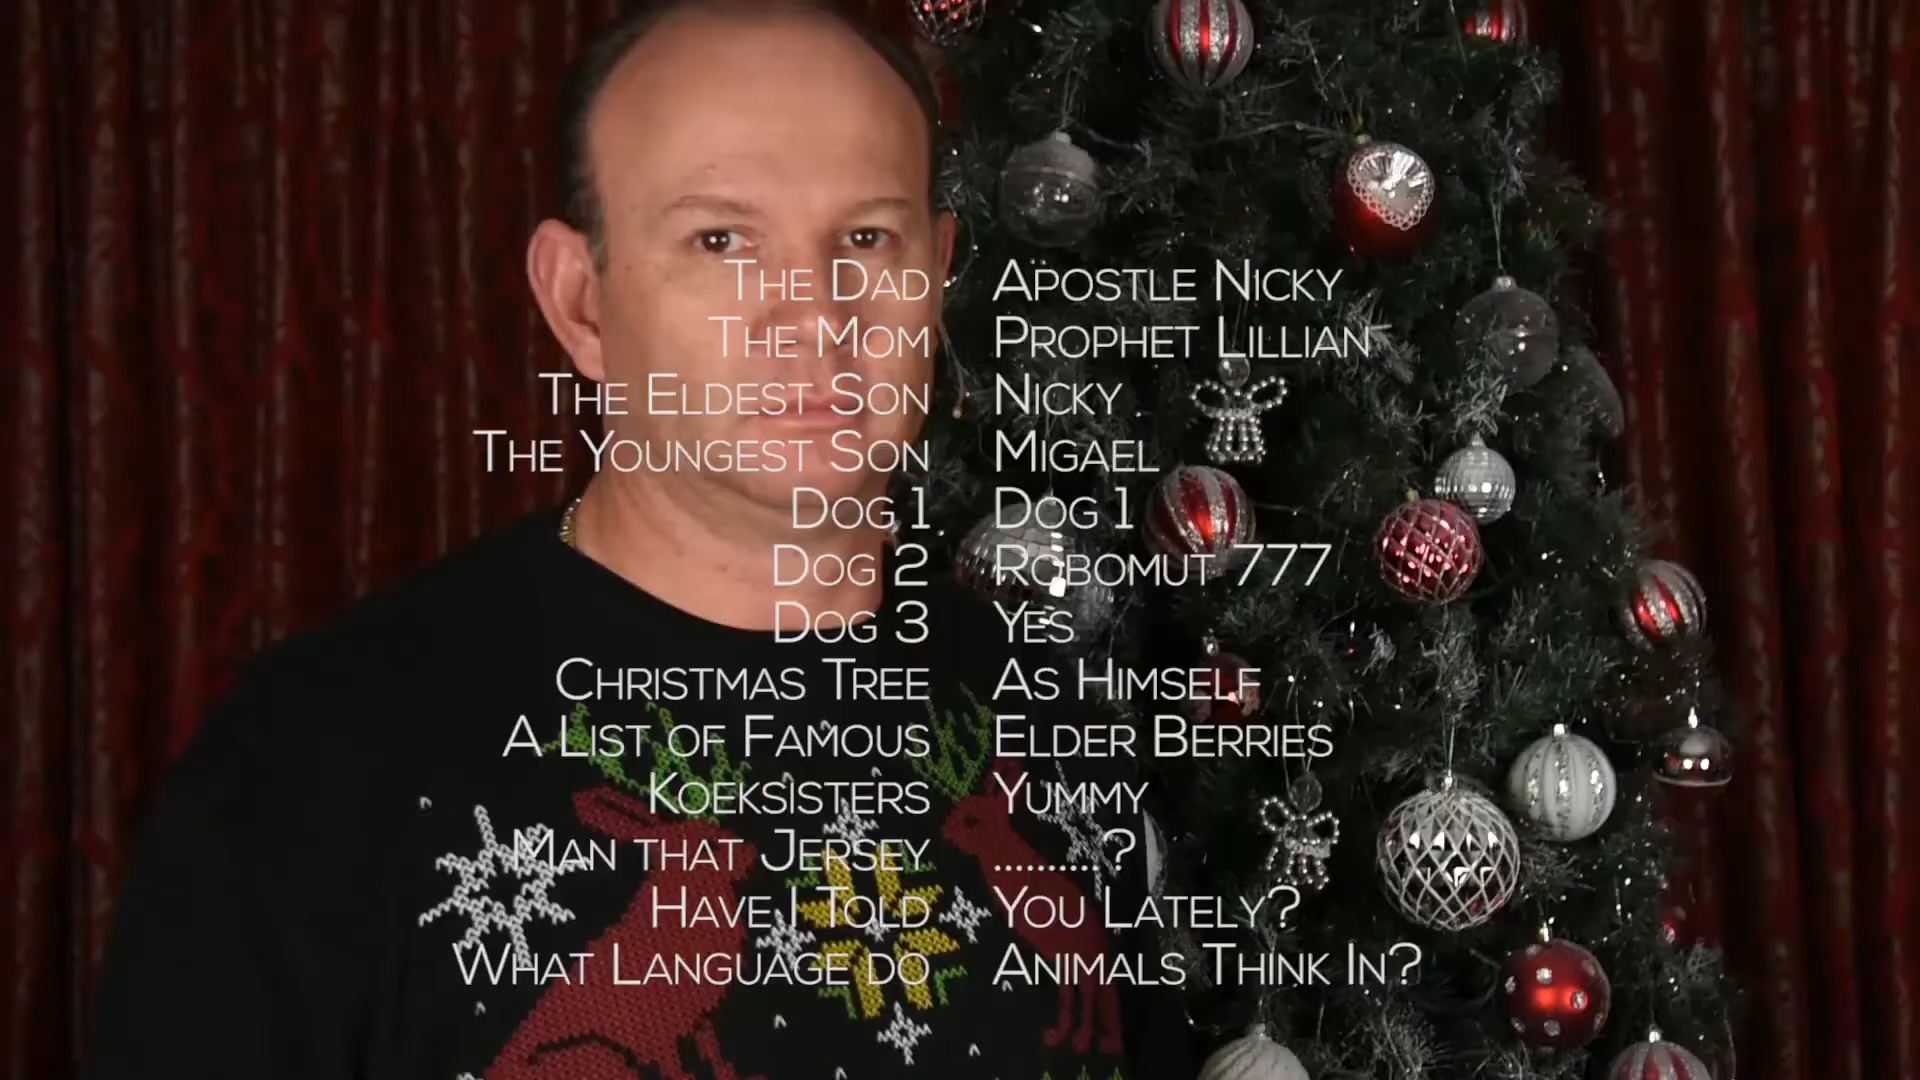 The Dad Apostle Nicky
The Mom Prophet Lillian
The Eldest Son Nicky
The Youngest Son Migael
Dog 1 Dog 1
Dog 2 Robomut 777
Dog 3 Yes
Christmas Tree As Himself
A List of Famous Elder Berries
Koeksisters Yummy
Man that Jersey ..........?
Have I Told You Lately?
What Language do Animals Think In?